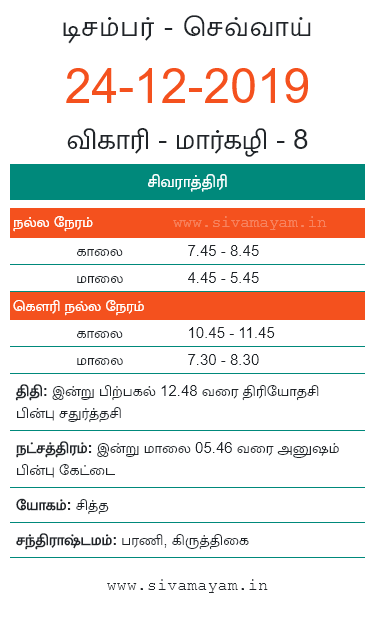 டிசம்பர் - செவ்வாய்
24-12-2019
விகாரி - மார்கழி - 8
சிவராத்திரி
நல்ல நேரம் www.sivamayam.in
காலை 7.45 - 8.45
மாலை 4.45 - 5.45
கௌரி நல்ல நேரம்
காலை 10.45 - 11.45
மாலை 7.30 - 8.30
திதி: இன்று பிற்பகல் 12.48 வரை திரியோதசி
பின்பு சதுர்த்தசி
நட்சத்திரம்: இன்று மாலை 05.46 வரை அனுஷம்
பின்பு கேட்டை
யோகம்: சித்த
சந்திராஷ்டமம்: பரணி, கிருத்திகை
www.sivamayam.in